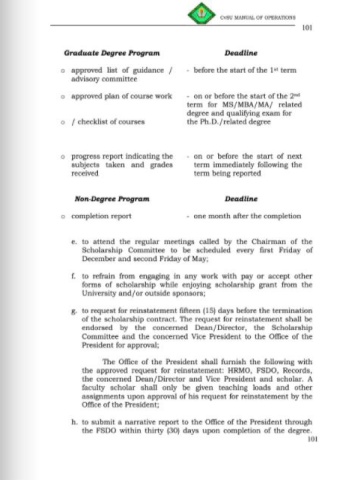 CMSU MANUAL OF OPERATIONS
101
Graduate Degree Program Deadline
o approved list of guidance / - before the start of the 1st term
advisory committee
o approved plan of course work - on or before the start of the 2nd
term for MS/MBA/MA/ related
degree and qualifying exam for
o / checklist of courses the Ph.D./related degree
o progress report indicating the - on or before the start of next
subjects taken and grades term immediately following the
received term being reported
Non-Degree Program Deadline
o completion report - one month after the completion
e. to attend the regular meetings called by the Chairman of the
Scholarship Committee to be scheduled every first Friday of
December and second Friday of May;
f. to refrain from engaging in any work with pay or accept other
forms of scholarship while enjoying scholarship grant from the
University and/or outside sponsors;
g. to request for reinstatement fifteen (15) days before the termination
of the scholarship contract. The request for reinstatement shall be
endorsed by the concerned Dean/Director, the Scholarship
Committee and the concerned Vice President to the Office of the
President for approval;
The Office of the President shall furnish the following with
the approved request for reinstatement: HRMO, FSDO, Records,
the concerned Dean/Director and Vice President and scholar. A
faculty scholar shall only be given teaching loads and other
assignments upon approval of his request for reinstatement by the
Office of the President;
h. to submit a narrative report to the Office of the President through
the FSDO within thirty (30) days upon completion of the degree.
101